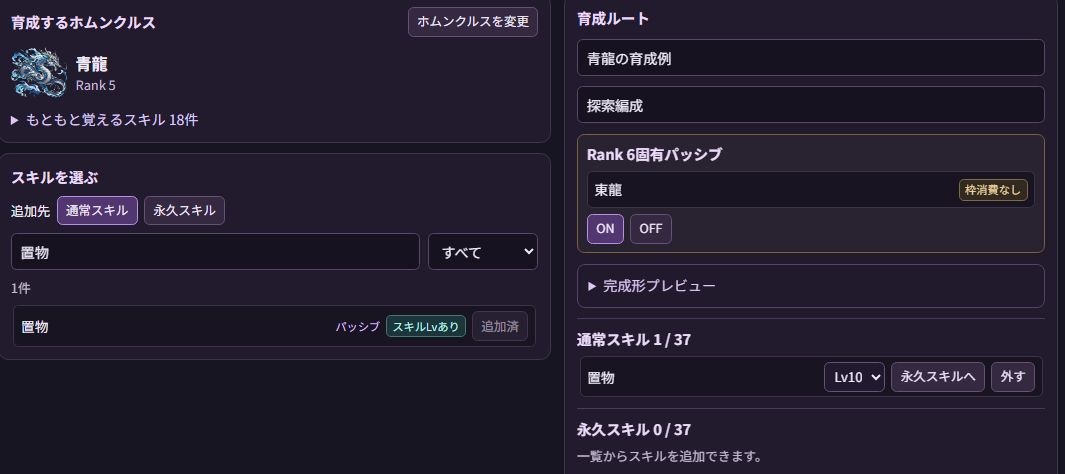 育成するホムンクルス
ホムンクルスを変更
青龍
Rank 5
▶ もともと覚えるスキル 18件
スキルを選ぶ
追加先 通常スキル 永久スキル
置物 すべて
1件
置物 パッシブ スキルLvあり 追加済
育成ルート
青龍の育成例
探索編成
Rank 6固有パッシブ
東龍 枠消費なし
ON OFF
▶ 完成形プレビュー
通常スキル 1 / 37
置物 Lv10 永久スキルへ 外す
永久スキル 0 / 37
一覧からスキルを追加できます。